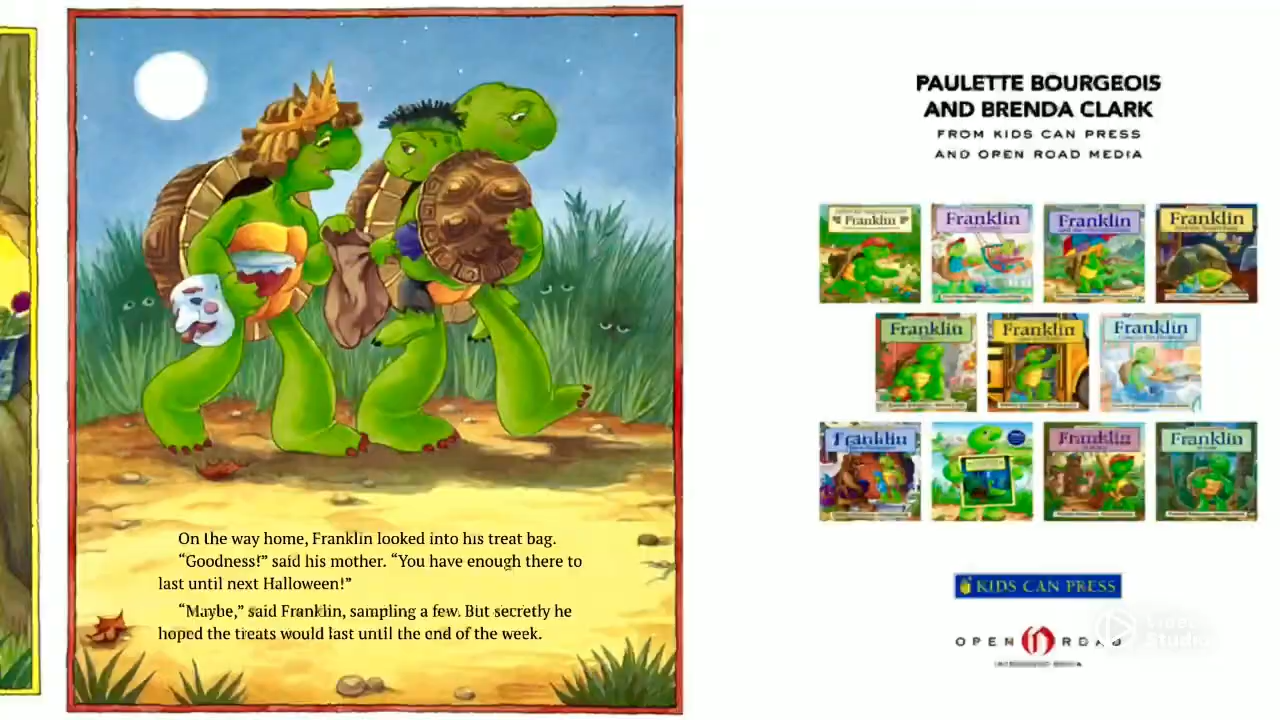 On the way home, Franklin looked into his treat bag.
“Goodness!” said his mother. “You have enough there to
last until next Halloween!”
“Maybe,” said Franklin, sampling a few. But secretly he
hoped the treats would last until the end of the week.
PAULETTE BOURGEOIS
AND BRENDA CLARK
FROM KIDS CAN PRESS
AND OPEN ROAD MEDIA
Franklin
Franklin
Franklin
Franklin
Franklin
Franklin
Franklin
Franklin
Franklin
Franklin
KIDS CAN PRESS
OPEN ROAD
Video
Studio